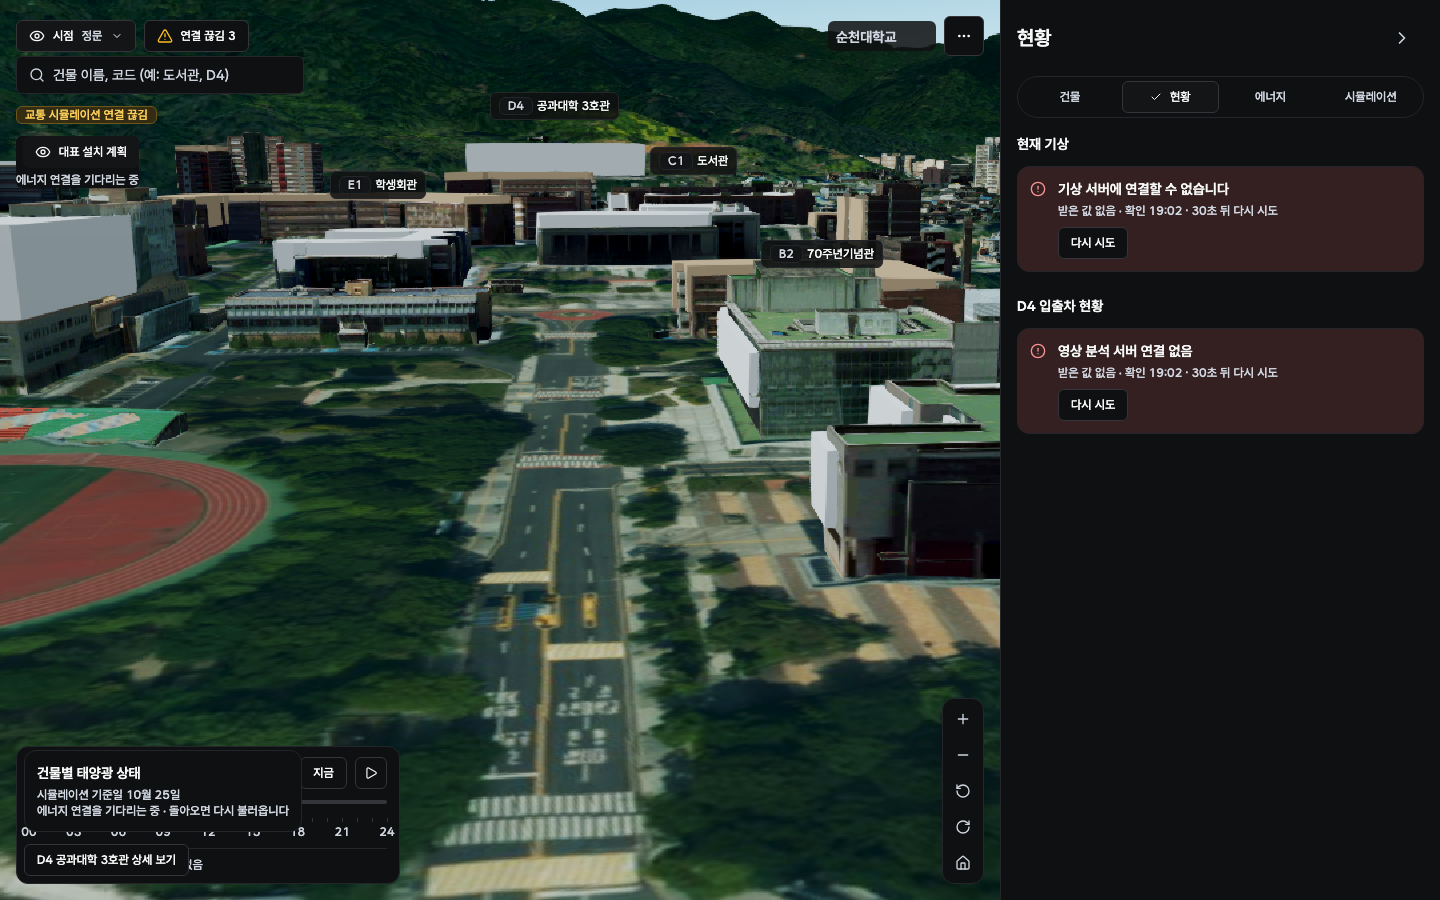 시점 정문
연결 끊김 3
순천대학교
건물 이름, 코드 (예: 도서관, D4)
교통 시뮬레이션 연결 끊김
대표 설치 계획
에너지 연결을 기다리는 중
D4 공과대학 3호관
C1 도서관
E1 학생회관
B2 70주년기념관
건물별 태양광 상태
시뮬레이션 기준일 10월 25일
에너지 연결을 기다리는 중 · 돌아오면 다시 불러옵니다
지금
00 03 06 09 12 15 18 21 24
D4 공과대학 3호관 상세 보기
없음
현황
건물
현황
에너지
시뮬레이션
현재 기상
기상 서버에 연결할 수 없습니다
받은 값 없음 · 확인 19:02 · 30초 뒤 다시 시도
다시 시도
D4 입출차 현황
영상 분석 서버 연결 없음
받은 값 없음 · 확인 19:02 · 30초 뒤 다시 시도
다시 시도